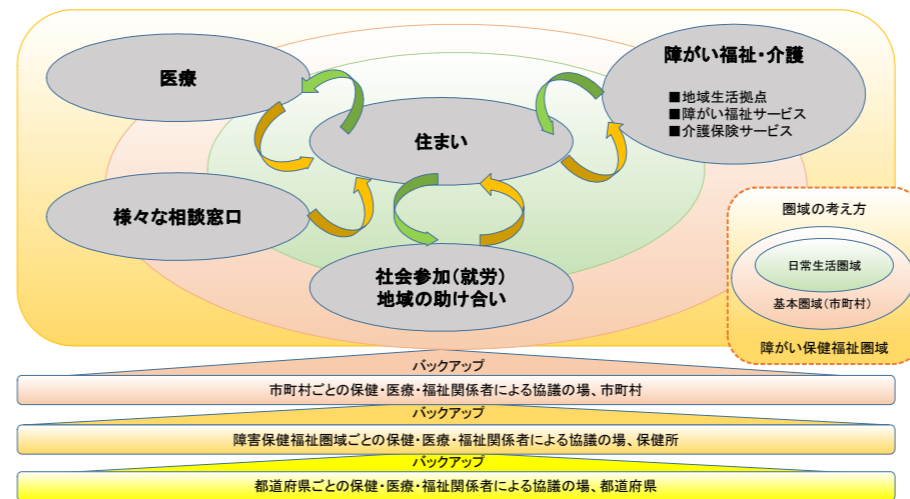 医療
障がい福祉・介護
■地域生活拠点
■障がい福祉サービス
■介護保険サービス
住まい
様々な相談窓口
社会参加(就労)
地域の助け合い
圏域の考え方
日常生活圏域
基本圏域(市町村)
障がい保健福祉圏域
バックアップ
市町村ごとの保健・医療・福祉関係者による協議の場、市町村
バックアップ
障害保健福祉圏域ごとの保健・医療・福祉関係者による協議の場、保健所
バックアップ
都道府県ごとの保健・医療・福祉関係者による協議の場、都道府県